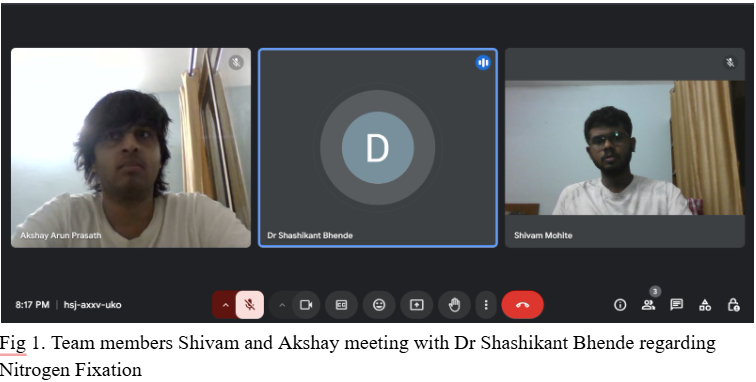 D
Akshay Arun Prasath
Dr Shashikant Bhende
Shivam Mohite
8:17 PM | hsj-axxv-uko
CC
3
Fig 1. Team members Shivam and Akshay meeting with Dr Shashikant Bhende regarding
Nitrogen Fixation